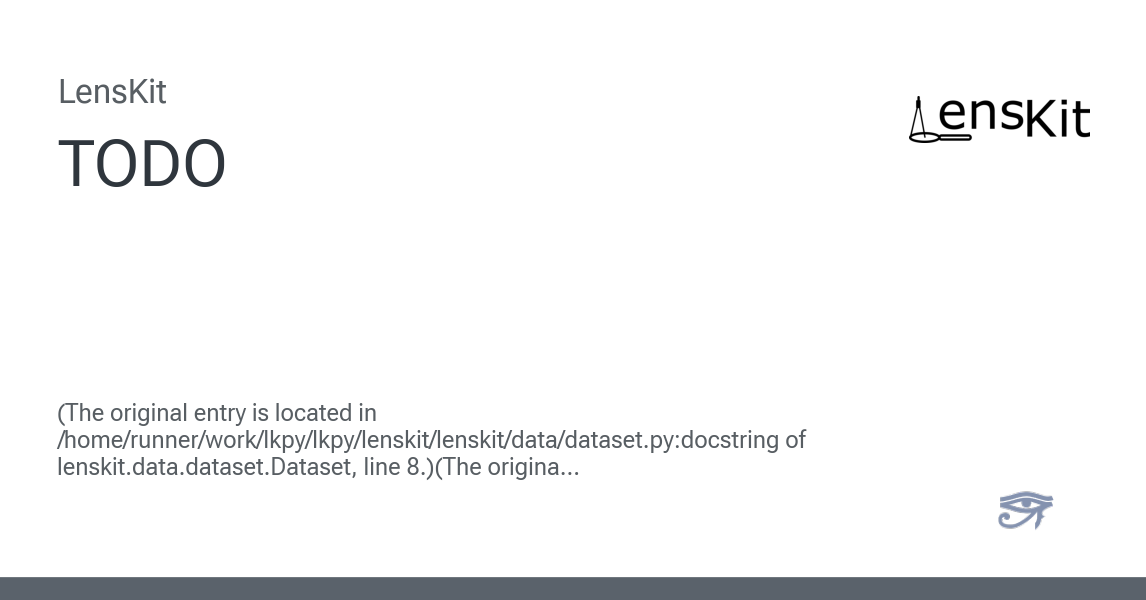 LensKit
LensKit
TODO
(The original entry is located in
/home/runner/work/lkpy/lkpy/lenskit/lenskit/data/dataset.py:docstring of
lenskit.data.dataset.Dataset, line 8.)(The origina...